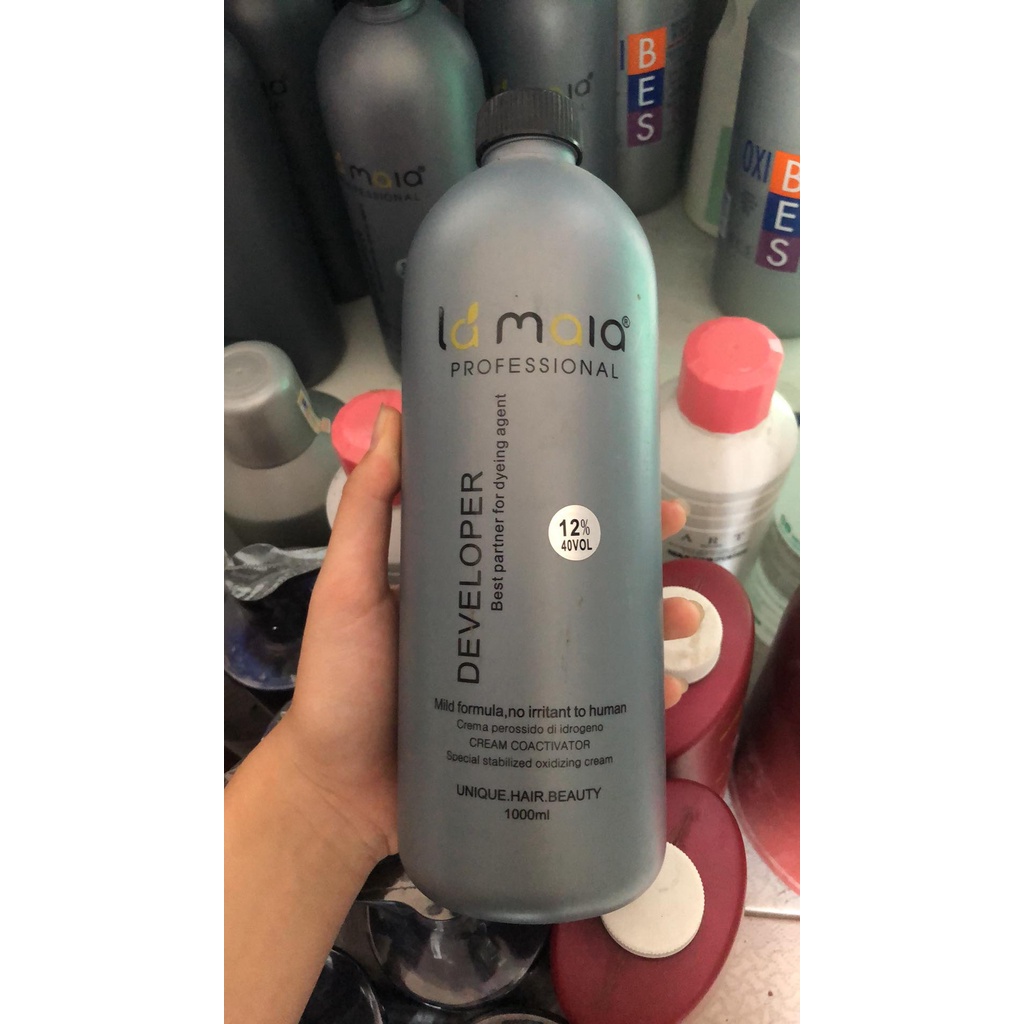 BES
OXI BES
la maia®
PROFESSIONAL
la maia®
PROFESSIONAL
DEVELOPER
Best partner for dyeing agent
12%
40VOL
Mild formula,no irritant to human
Crema perossido di idrogeno
CREAM COACTIVATOR
Special stabilized oxidizing cream
UNIQUE.HAIR.BEAUTY
1000ml
ART